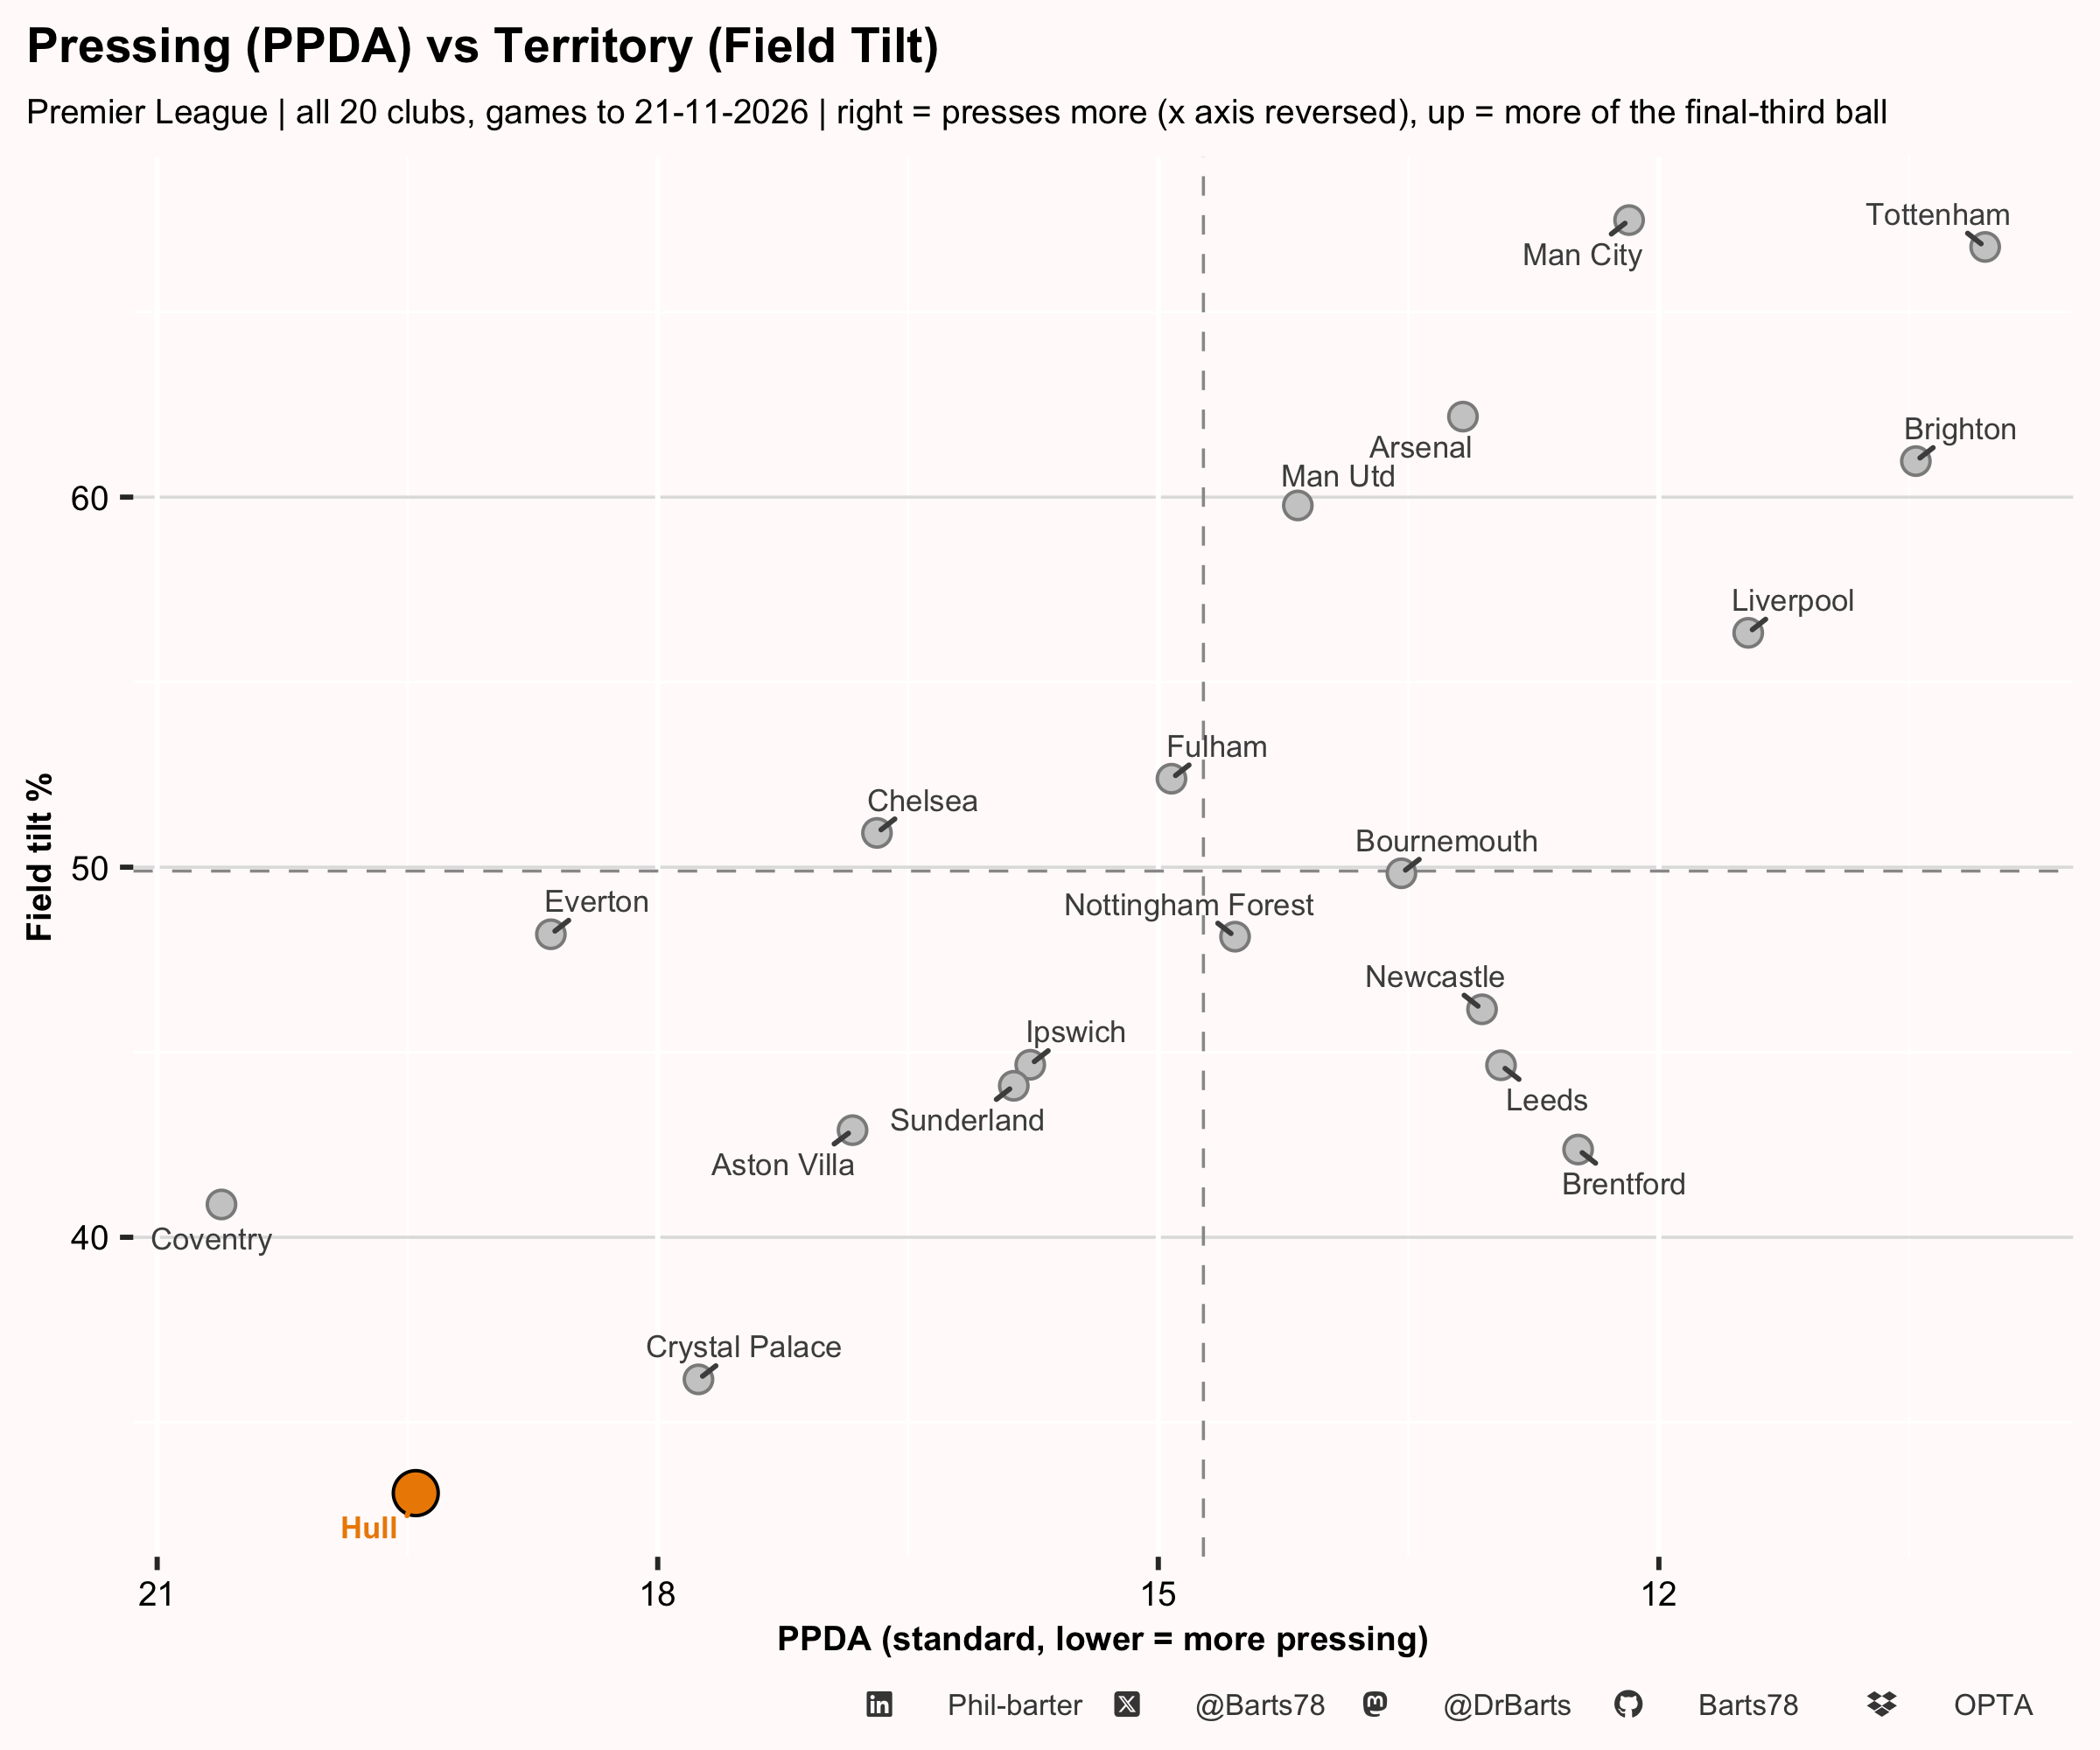 Pressing (PPDA) vs Territory (Field Tilt)
Premier League | all 20 clubs, games to 21-11-2026 | right = presses more (x axis reversed), up = more of the final-third ball
Tottenham
Man City
Brighton
Arsenal
Man Utd
60
Liverpool
Fulham
Chelsea
Bournemouth
50
Everton
Nottingham Forest
Field tilt %
Newcastle
Ipswich
Leeds
Sunderland
Aston Villa
Brentford
Coventry
40
Crystal Palace
Hull
21 18 15 12
PPDA (standard, lower = more pressing)
Phil-barter @Barts78 @DrBarts Barts78 OPTA